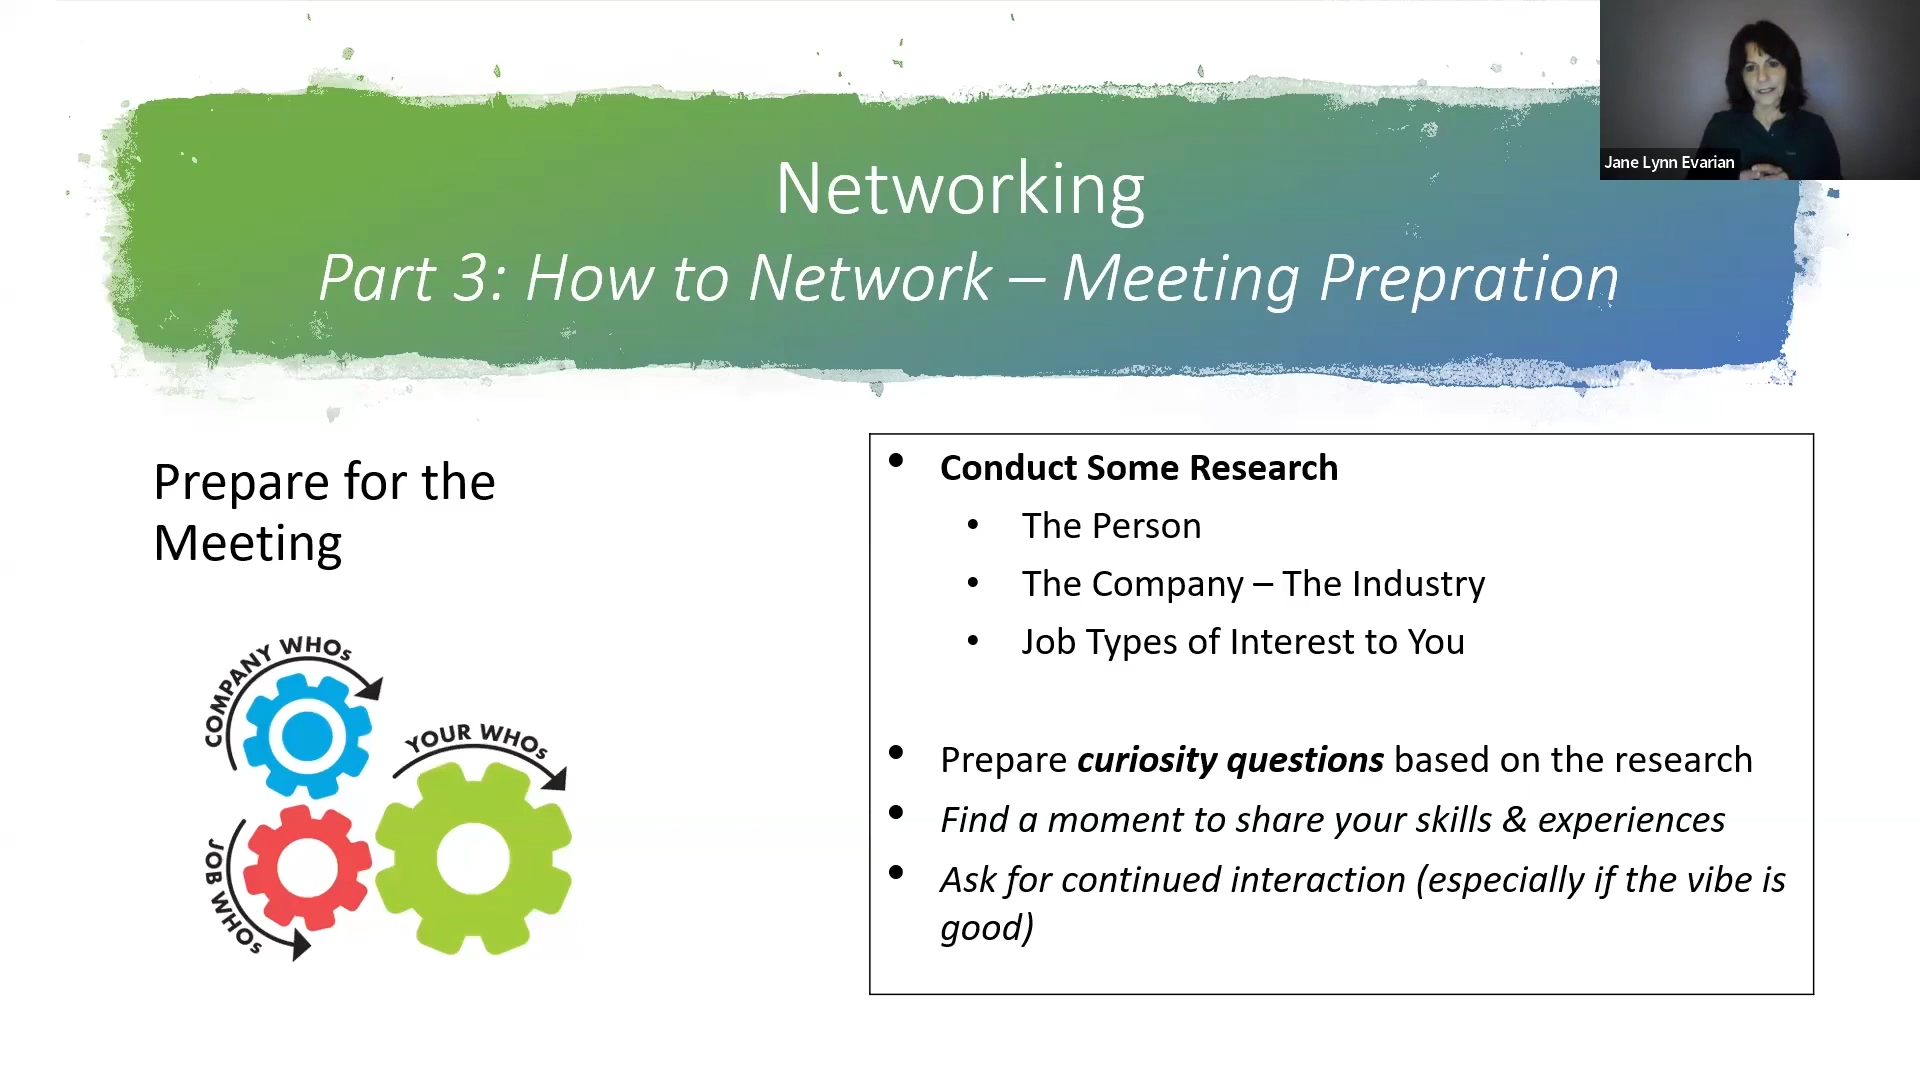 Networking
Part 3: How to Network – Meeting Prepration
Jane Lynn Evarian
Prepare for the
Meeting
COMPANY WHOs
YOUR WHOs
JOB WHOs
• Conduct Some Research
• The Person
• The Company – The Industry
• Job Types of Interest to You
• Prepare curiosity questions based on the research
• Find a moment to share your skills & experiences
• Ask for continued interaction (especially if the vibe is
good)